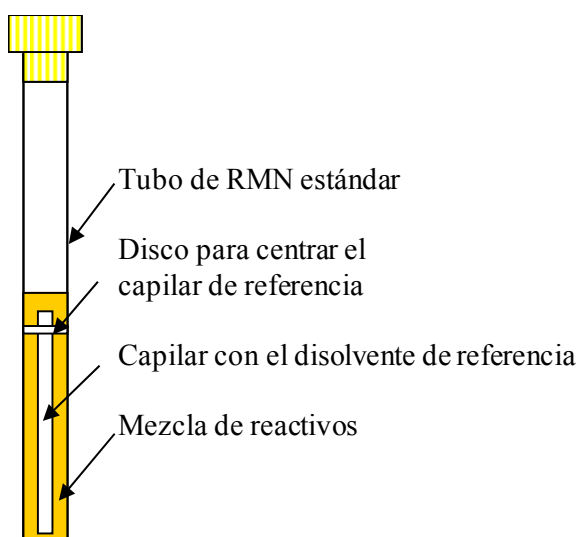 Tubo de RMN estándar
Disco para centrar el
capilar de referencia
Capilar con el disolvente de referencia
Mezcla de reactivos